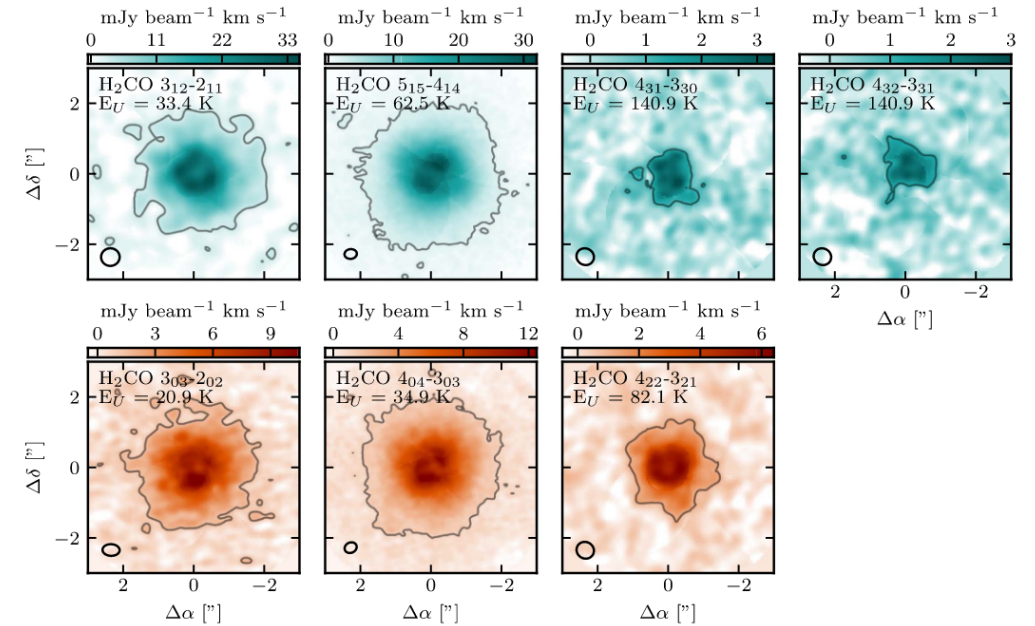 mJy beam⁻¹ km s⁻¹ mJy beam⁻¹ km s⁻¹ mJy beam⁻¹ km s⁻¹ mJy beam⁻¹ km s⁻¹
0 11 22 33 0 10 20 30 0 1 2 3 0 1 2 3
H₂CO 3₁₂-2₁₁ H₂CO 5₁₅-4₁₄ H₂CO 4₃₁-3₃₀ H₂CO 4₃₂-3₃₁
E_U = 33.4 K E_U = 62.5 K E_U = 140.9 K E_U = 140.9 K
2
0
−2
Δδ ["]
2 0 −2
Δα ["]
mJy beam⁻¹ km s⁻¹ mJy beam⁻¹ km s⁻¹ mJy beam⁻¹ km s⁻¹
0 3 6 9 0 4 8 12 0 2 4 6
H₂CO 3₀₃-2₀₂ H₂CO 4₀₄-3₀₃ H₂CO 4₂₂-3₂₁
E_U = 20.9 K E_U = 34.9 K E_U = 82.1 K
2
0
−2
Δδ ["]
2 0 −2 2 0 −2 2 0 −2
Δα ["] Δα ["] Δα ["]